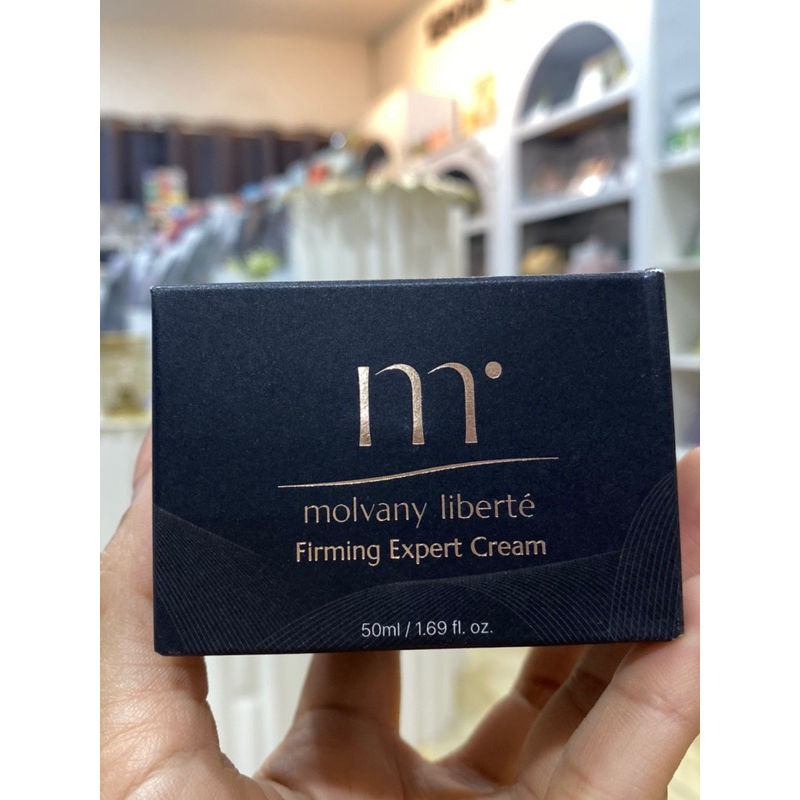 m
molvany liberté
Firming Expert Cream
50ml / 1.69 fl. oz.